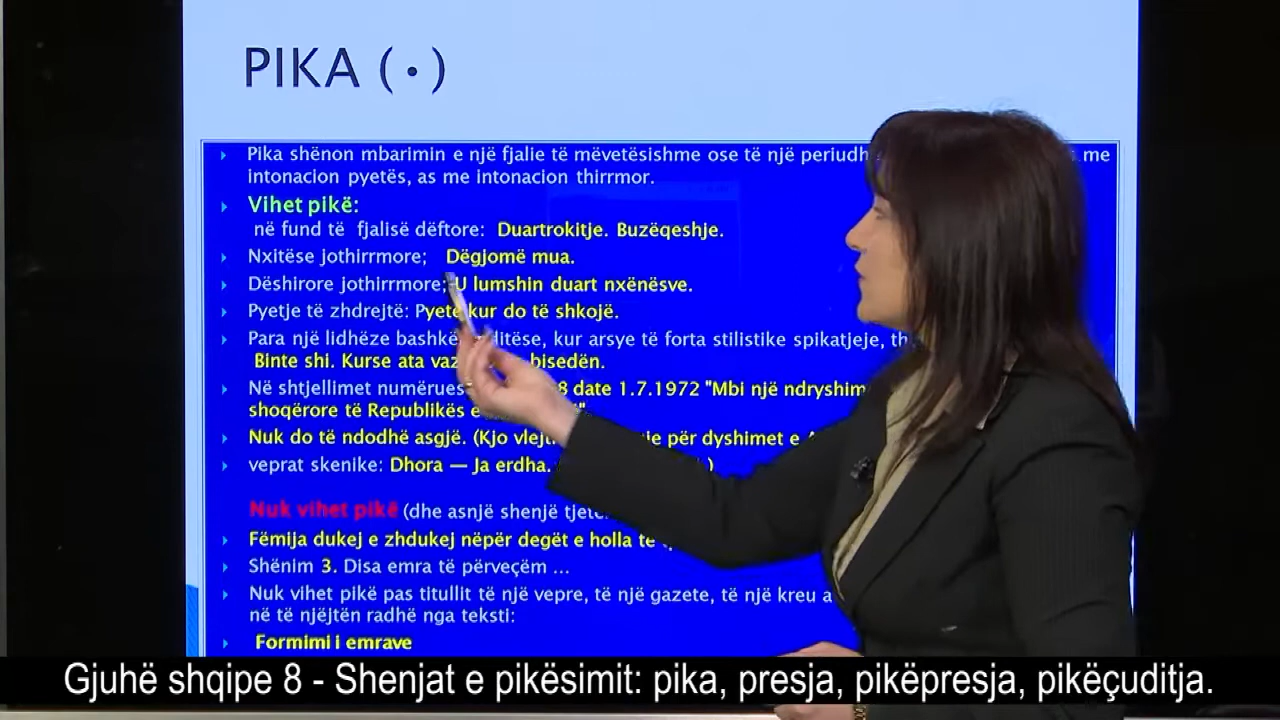 PIKA (.)
Pika shënon mbarimin e një fjalie të mëvetësishme ose të një me
intonacion pyetës, as me intonacion thirrmor.
Vihet pikë:
në fund të fjalisë dëftore: Duartrokitje. Buzëqeshje.
Nxitëse jothirrmore; Dëgjomë mua.
Dëshirore jothirrmore; U lumshin duart nxënësve.
Pyetje të zhdrejtë: Pyete kur do të shkojë.
Para një lidhëze kur arsye të forta stilistike spikatjeje,
Binte shi. Kurse ata bisedën.
Në shtjellimet 8 date 1.7.1972 "Mbi një
shoqërore të Republikës
Nuk do të ndodhë asgjë. (Kjo për dyshimet e
veprat skenike: Dhora — Ja erdha. )
Nuk vihet pikë (dhe asnjë shenjë
Fëmija dukej e zhdukej nëpër degët e holla
Shënim 3. Disa emra të përveçëm ...
Nuk vihet pikë pas titullit të një vepre, të një gazete, të një kreu
në të njëjtën radhë nga teksti:
Formimi i emrave
Gjuhë shqipe 8 - Shenjat e pikësimit: pika, presja, pikëpresja, pikëçuditja.